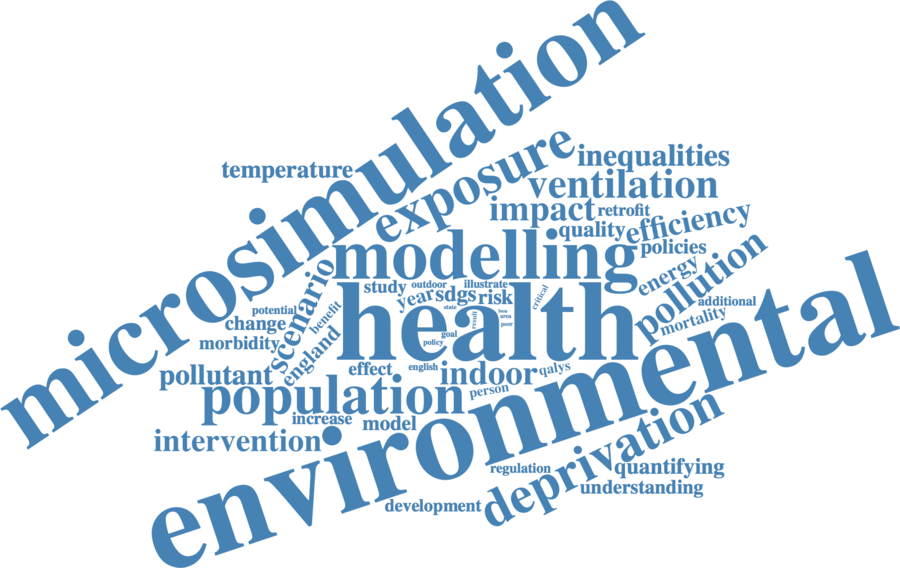 microsimulation
temperature
exposure
inequalities
ventilation
impact
retrofit
quality
efficiency
modelling
policies
energy
pollution
scenario
study
outdoor
illustrate
year
sdgs
risk
critical
state
result
area
poor
potential
change
benefit
health
additional
mortality
morbidity
england
goal
policy
pollutant
effect
english
indoor
qalys
population
person
environmental
increase
model
intervention
deprivation
regulation
quantifying
understanding
development